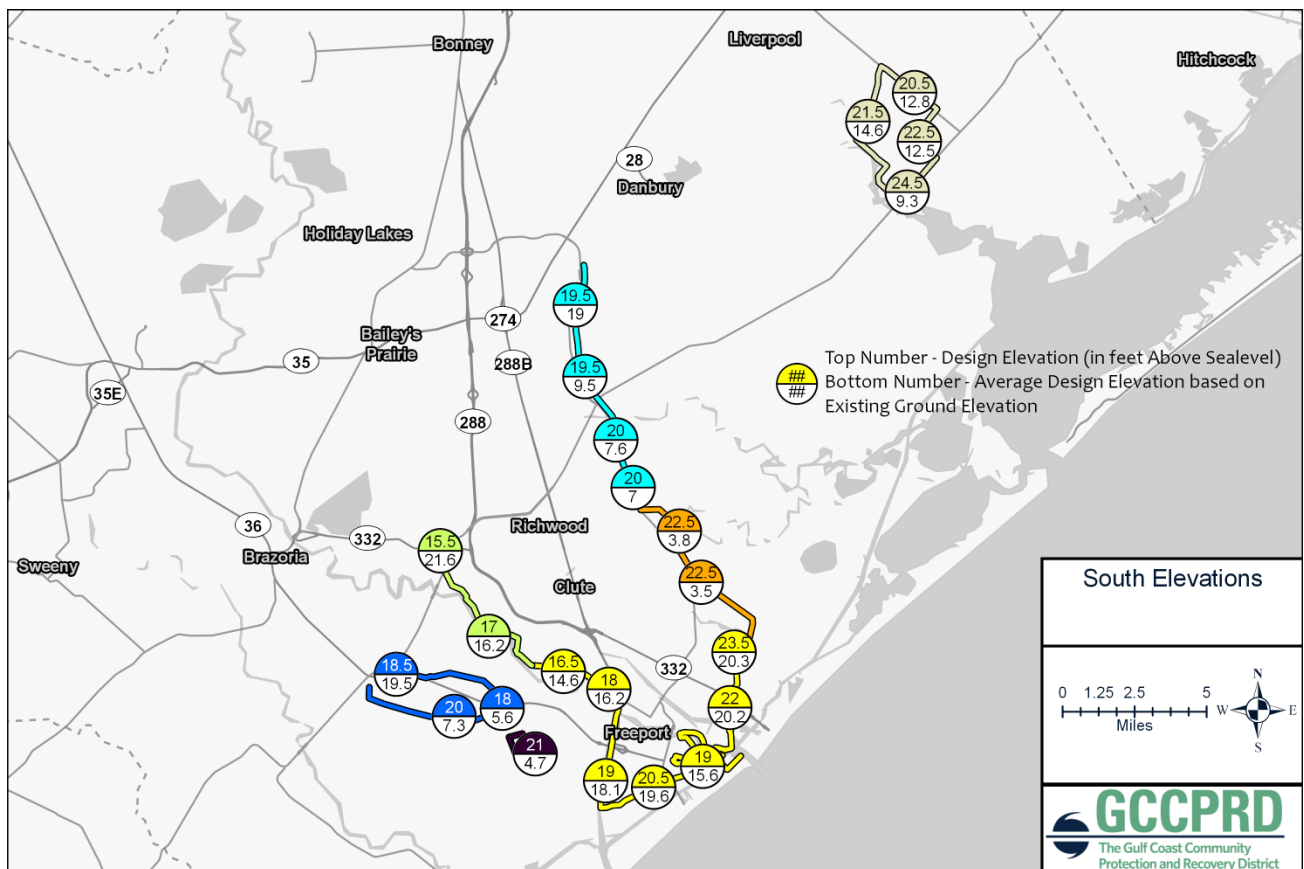 Bonney
Liverpool
Hitchcock
20.5
12.8
21.5
14.6
22.5
12.5
28
Danbury
24.5
9.3
Holiday Lakes
19.5
19
274
Bailey's
Prairie
35
288B
35E
19.5
9.5
##
##
Top Number - Design Elevation (in feet Above Sealevel)
Bottom Number - Average Design Elevation based on
Existing Ground Elevation
288
20
7.6
20
7
36
332
Brazoria
Sweeny
Richwood
22.5
3.8
15.5
21.6
Clute
22.5
3.5
17
16.2
23.5
20.3
16.5
14.6
332
18.5
19.5
18
16.2
20
7.3
18
5.6
22
20.2
Freeport
21
4.7
19
15.6
19
18.1
20.5
19.6
South Elevations
0 1.25 2.5 5
Miles
N
W E
S
GCCPRD
The Gulf Coast Community
Protection and Recovery District